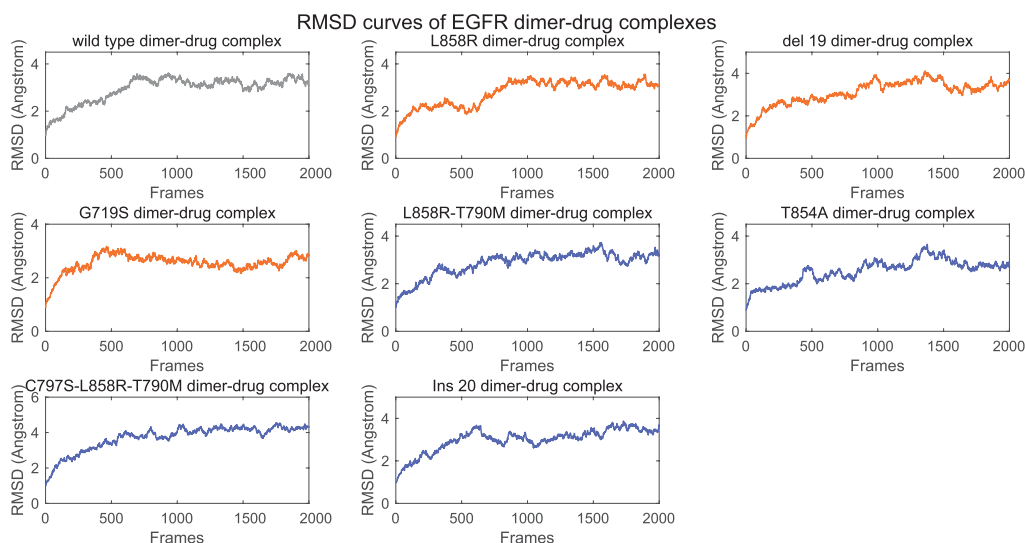 RMSD curves of EGFR dimer-drug complexes
wild type dimer-drug complex
RMSD (Angstrom)
4
2
0
0 500 1000 1500 2000
Frames
L858R dimer-drug complex
RMSD (Angstrom)
4
2
0
0 500 1000 1500 2000
Frames
del 19 dimer-drug complex
RMSD (Angstrom)
4
2
0
0 500 1000 1500 2000
Frames
G719S dimer-drug complex
RMSD (Angstrom)
4
2
0
0 500 1000 1500 2000
Frames
L858R-T790M dimer-drug complex
RMSD (Angstrom)
4
2
0
0 500 1000 1500 2000
Frames
T854A dimer-drug complex
RMSD (Angstrom)
4
2
0
0 500 1000 1500 2000
Frames
C797S-L858R-T790M dimer-drug complex
RMSD (Angstrom)
6
4
2
0
0 500 1000 1500 2000
Frames
Ins 20 dimer-drug complex
RMSD (Angstrom)
4
2
0
0 500 1000 1500 2000
Frames